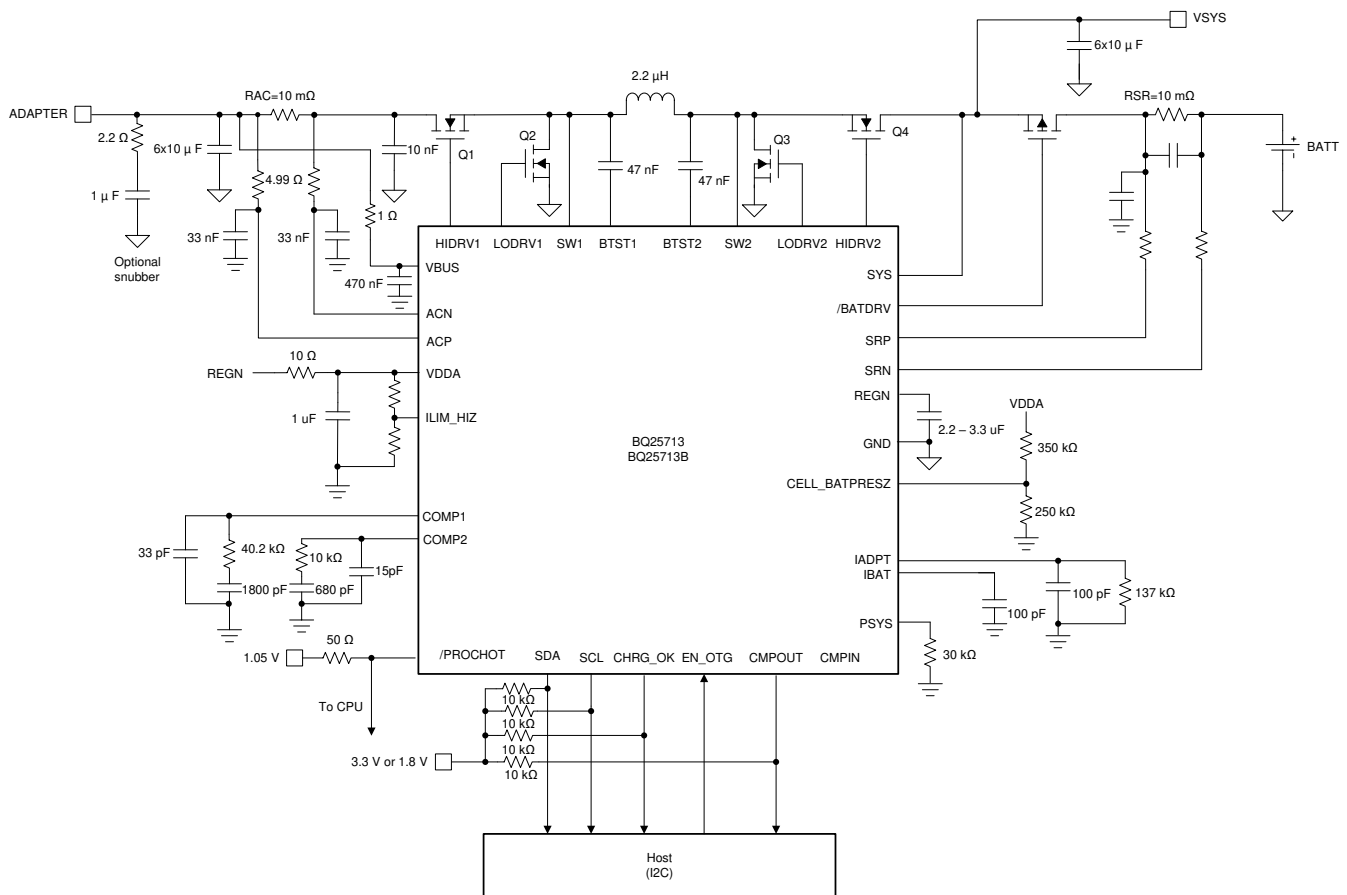 VSYS
6x10 µ F
2.2 µH
RAC=10 mΩ
RSR=10 mΩ
ADAPTER
2.2 Ω
6x10 µ F
10 nF
Q1
Q2
Q3
Q4
BATT
4.99 Ω
47 nF
47 nF
1 µ F
1 Ω
33 nF
33 nF
Optional
snubber
HIDRV1
LODRV1
SW1
BTST1
BTST2
SW2
LODRV2
HIDRV2
VBUS
470 nF
SYS
/BATDRV
ACN
ACP
SRP
SRN
10 Ω
REGN
VDDA
REGN
VDDA
1 uF
ILIM_HIZ
2.2 – 3.3 uF
GND
350 kΩ
BQ25713
BQ25713B
CELL_BATPRESZ
250 kΩ
COMP1
COMP2
33 pF
40.2 kΩ
10 kΩ
15pF
1800 pF
680 pF
IADPT
IBAT
100 pF
137 kΩ
100 pF
PSYS
30 kΩ
50 Ω
1.05 V
/PROCHOT
SDA
SCL
CHRG_OK
EN_OTG
CMPOUT
CMPIN
To CPU
10 kΩ
10 kΩ
10 kΩ
10 kΩ
3.3 V or 1.8 V
Host
(I2C)